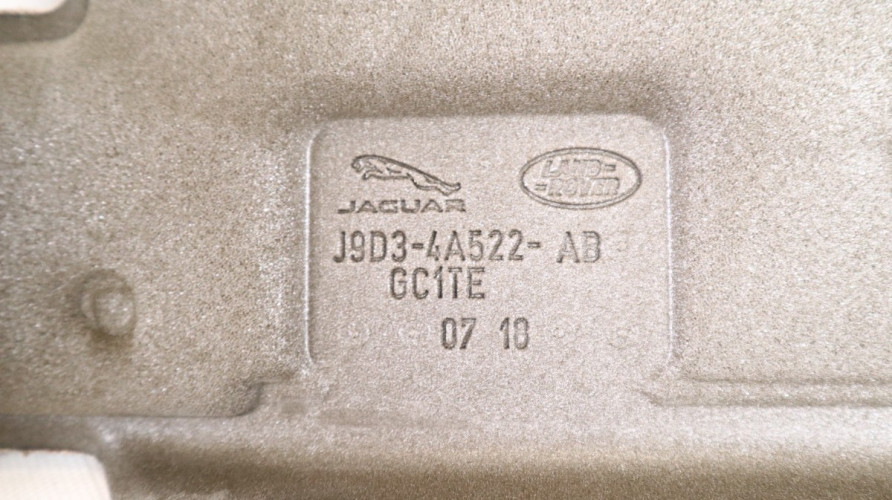 JAGUAR
LAND-
-ROVER
J9D3-4A522- AB
GC1TE
07 18